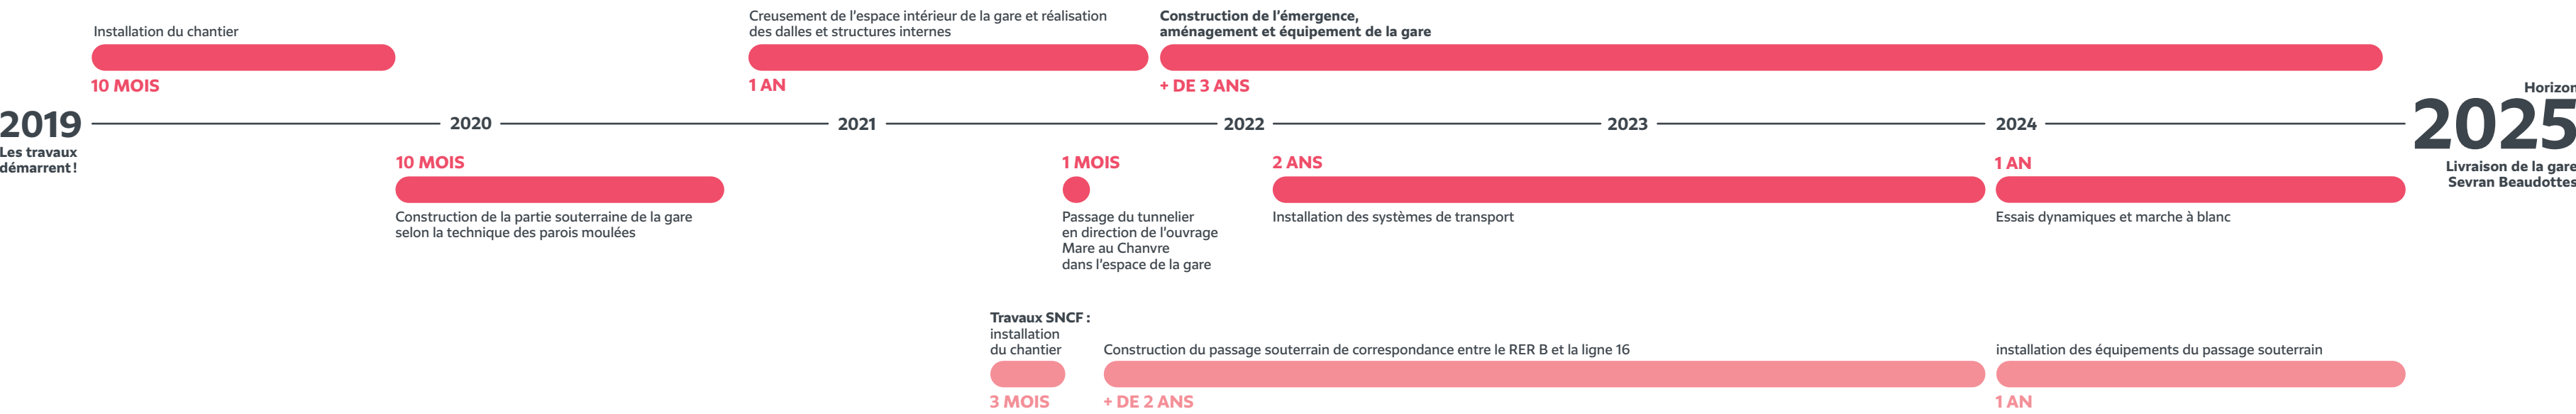 Installation du chantier
10 MOIS
Creusement de l’espace intérieur de la gare et réalisation
des dalles et structures internes
1 AN
Construction de l’émergence,
aménagement et équipement de la gare
+ DE 3 ANS
2019
Les travaux
démarrent !
2020
2021
2022
2023
2024
Horizon
2025
Livraison de la gare
Sevran Beaudottes
10 MOIS
Construction de la partie souterraine de la gare
selon la technique des parois moulées
1 MOIS
Passage du tunnelier
en direction de l’ouvrage
Mare au Chanvre
dans l’espace de la gare
2 ANS
Installation des systèmes de transport
1 AN
Essais dynamiques et marche à blanc
Travaux SNCF :
installation
du chantier
3 MOIS
Construction du passage souterrain de correspondance entre le RER B et la ligne 16
+ DE 2 ANS
installation des équipements du passage souterrain
1 AN